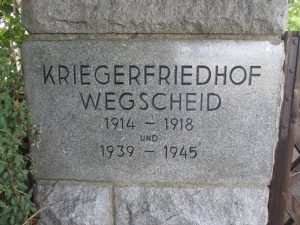 KRIEGERFRIEDHOF
WEGSCHEID
1914 – 1918
UND
1939 – 1945